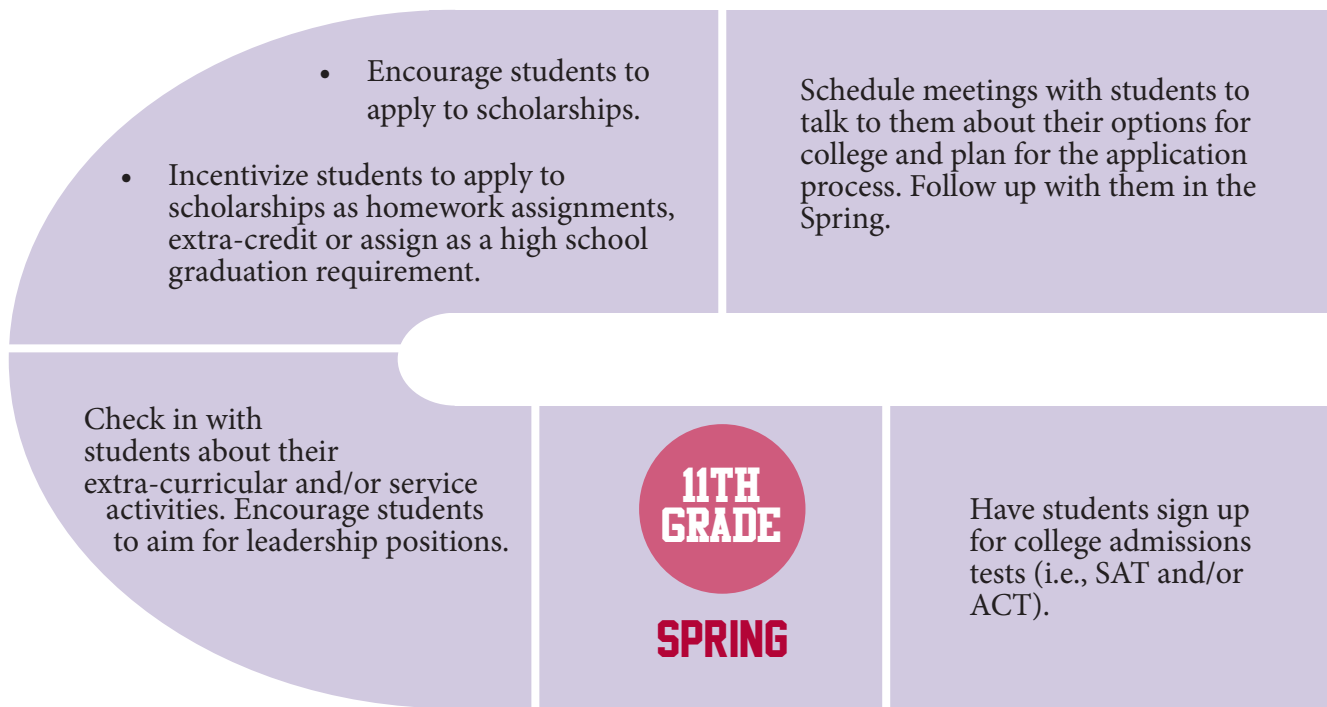 • Encourage students to
apply to scholarships.
• Incentivize students to apply to
scholarships as homework assignments,
extra-credit or assign as a high school
graduation requirement.
Schedule meetings with students to
talk to them about their options for
college and plan for the application
process. Follow up with them in the
Spring.
Check in with
students about their
extra-curricular and/or service
activities. Encourage students
to aim for leadership positions.
11TH
GRADE
SPRING
Have students sign up
for college admissions
tests (i.e., SAT and/or
ACT).